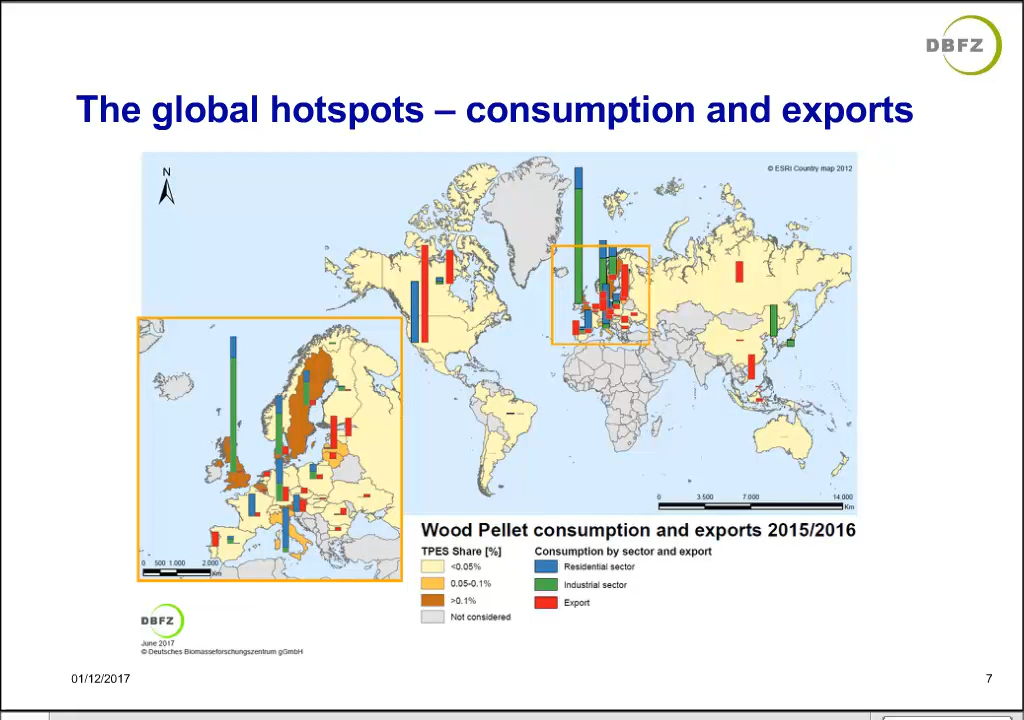 DBFZ
The global hotspots – consumption and exports
N
© ESRI Country map 2012
0 3.500 7.000 14.000
Km
0 500 1.000 2.000
Km
Wood Pellet consumption and exports 2015/2016
TPES Share [%]
<0.05%
0.05-0.1%
>0.1%
Not considered
Consumption by sector and export
Residential sector
Industrial sector
Export
DBFZ
June 2017
© Deutsches Biomasseforschungszentrum gGmbH
01/12/2017
7